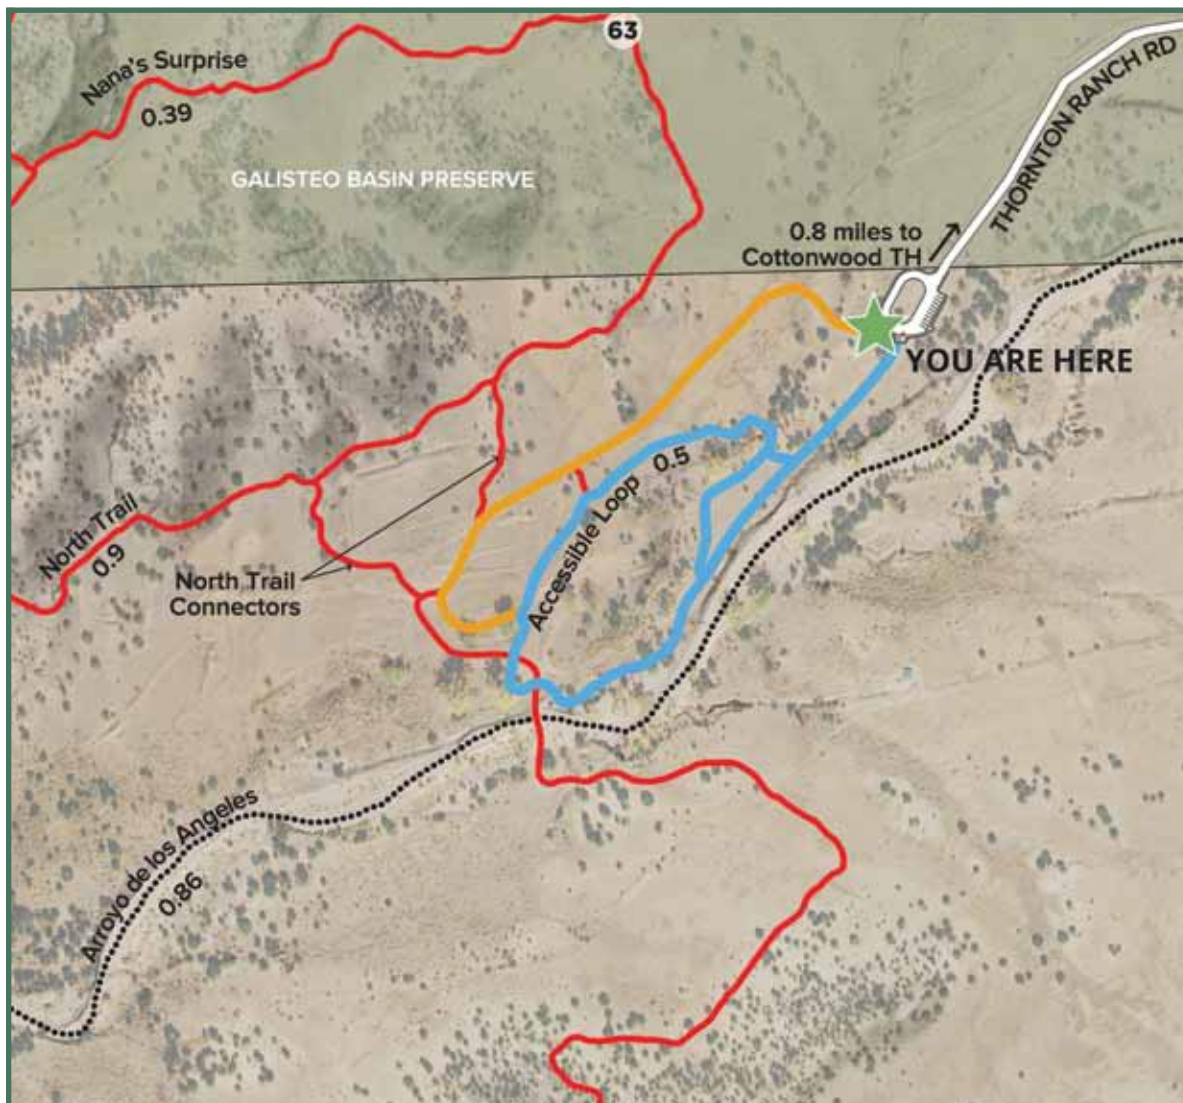 63
Nana's Surprise
0.39
THORNTON RANCH RD
GALISTEO BASIN PRESERVE
0.8 miles to
Cottonwood TH
YOU ARE HERE
0.5
Accessible Loop
North Trail
0.9
North Trail
Connectors
Arroyo de los Angeles
0.86